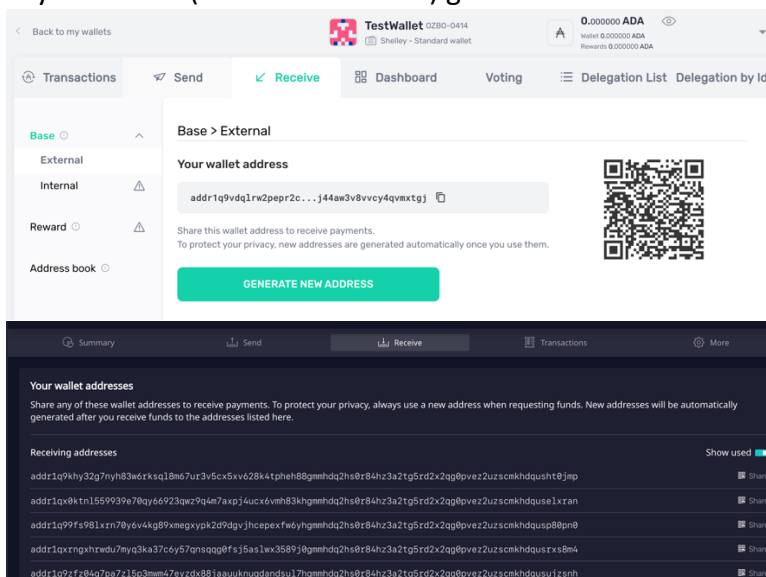 Back to my wallets
TestWallet OZBO-0414
Shelley - Standard wallet
0.000000 ADA
Wallet 0.000000 ADA
Rewards 0.000000 ADA
Transactions Send Receive Dashboard Voting Delegation List Delegation by Id
Base
External
Internal
Reward
Address book
Base > External
Your wallet address
addr1q9vdqlrw2pepr2c...j44aw3v8vvcy4qvmxtgj
Share this wallet address to receive payments.
To protect your privacy, new addresses are generated automatically once you use them.
GENERATE NEW ADDRESS
Summary Send Receive Transactions More
Your wallet addresses
Share any of these wallet addresses to receive payments. To protect your privacy, always use a new address when requesting funds. New addresses will be automatically
generated after you receive funds to the addresses listed here.
Receiving addresses Show used
addr1q9khy32g7nyh83w6rksql8m67ur3v5cx5xv628k4tpheh88gmmhdq2hs0r84hz3a2tg5rd2x2qg0pvez2uzscmkhdqusht0jmp
Share
addr1qx0ktnl559939e70qy66923qwz9q4m7axpj4ucx6vmh83khgmmhdq2hs0r84hz3a2tg5rd2x2qg0pvez2uzscmkhdquselxran
Share
addr1q99fs98lxrn70y6v4kg89xmegxypk2d9dgvjhcepexfw6yhgmmhdq2hs0r84hz3a2tg5rd2x2qg0pvez2uzscmkhdqusp80pn0
Share
addr1qxrngxhrwdu7myq3ka37c6y57qnsqqg0fsj5aslwx3589j0gmmhdq2hs0r84hz3a2tg5rd2x2qg0pvez2uzscmkhdqusrxs8m4
Share